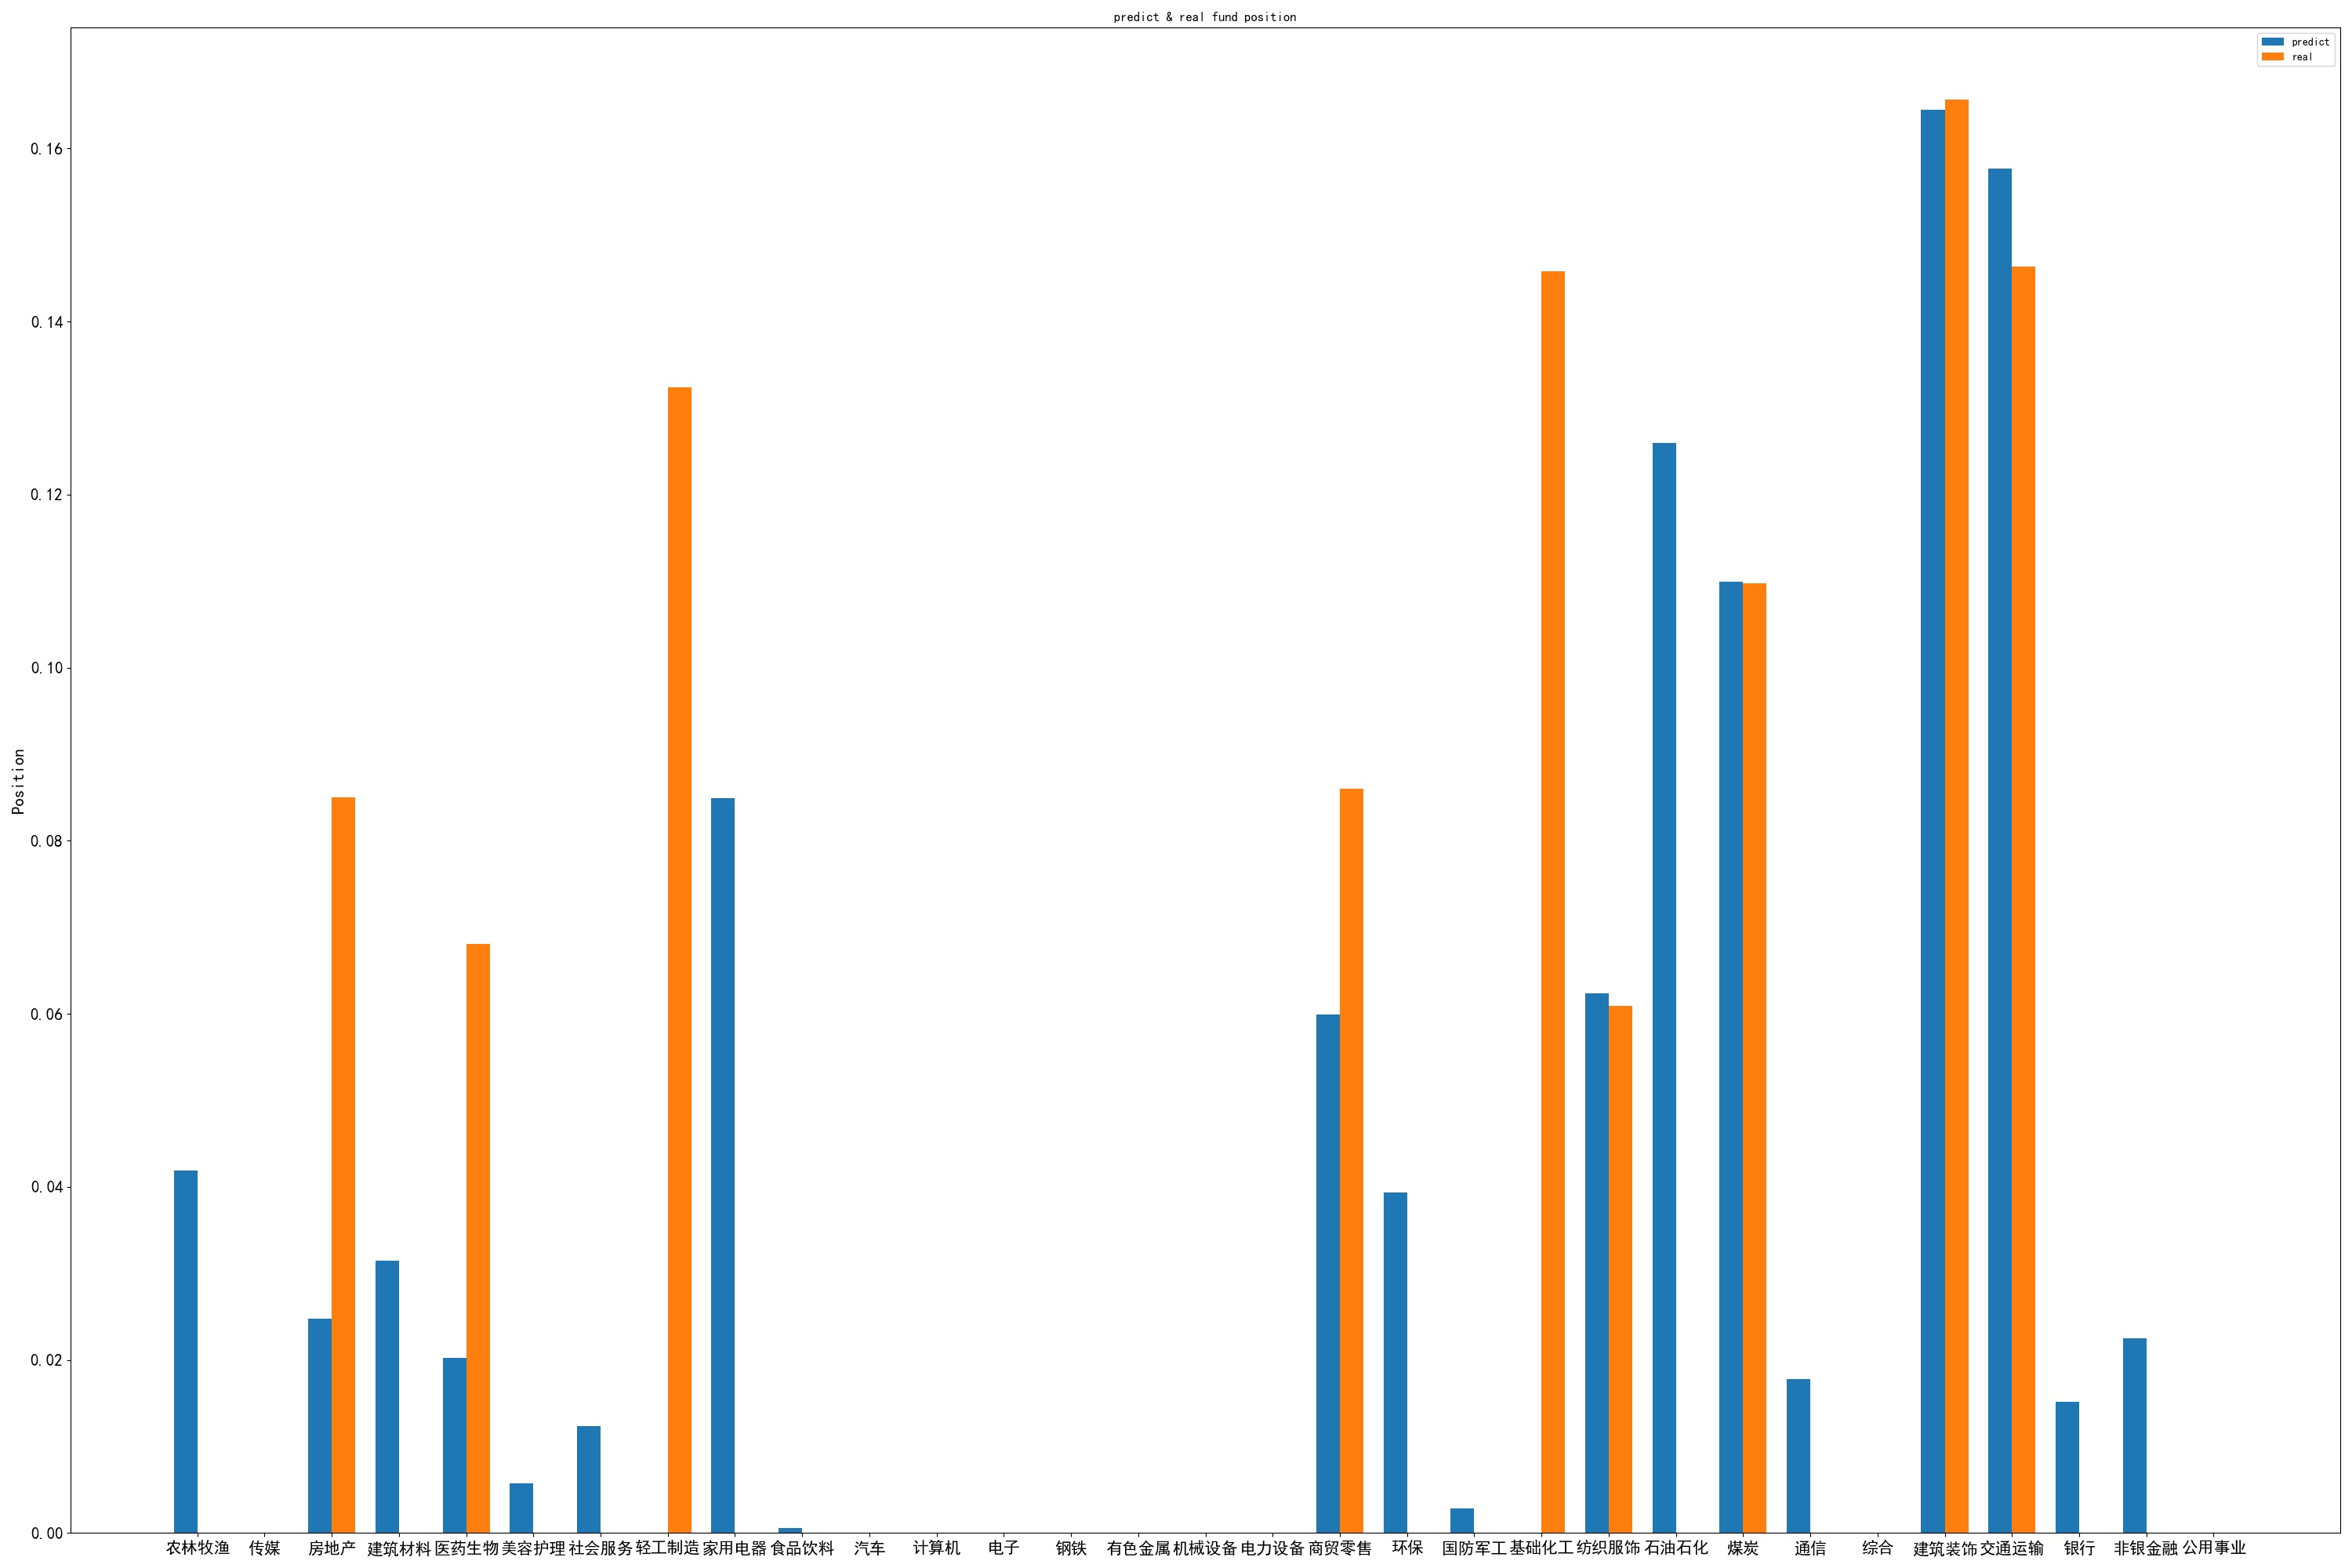 predict & real fund position
predict
real
0.16
0.14
0.12
0.10
0.08
0.06
0.04
0.02
0.00
Position
农林牧渔 传媒 房地产 建筑材料 医药生物 美容护理 社会服务 轻工制造 家用电器 食品饮料 汽车 计算机 电子 钢铁 有色金属 机械设备 电力设备 商贸零售 环保 国防军工 基础化工 纺织服饰 石油石化 煤炭 通信 综合 建筑装饰 交通运输 银行 非银金融 公用事业